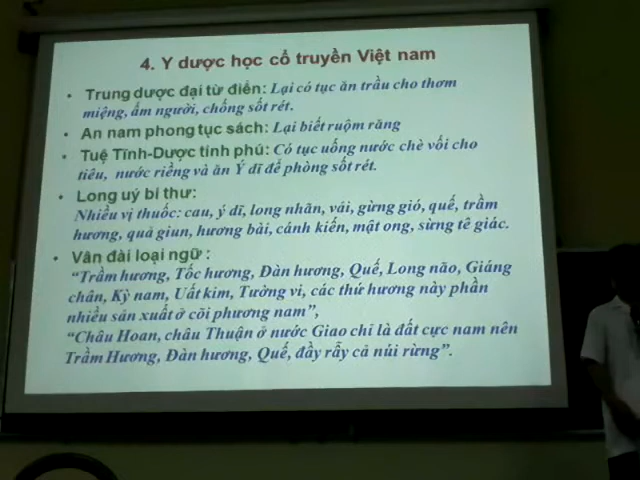 4. Y dược học cổ truyền Việt nam
• Trung dược đại từ điển: Lại có tục ăn trầu cho thơm
miệng, ấm người, chống sốt rét.
• An nam phong tục sách: Lại biết ruộm răng
• Tuệ Tĩnh-Dược tính phú: Có tục uống nước chè vối cho
tiêu, nước riềng và ăn Ý dĩ để phòng sốt rét.
• Long uý bí thư:
Nhiều vị thuốc: cau, ý dĩ, long nhãn, vải, gừng gió, quế, trầm
hương, quả giun, hương bài, cánh kiến, mật ong, sừng tê giác.
• Vân đài loại ngữ :
“Trầm hương, Tốc hương, Đàn hương, Quế, Long não, Giáng
chân, Kỳ nam, Uất kim, Tường vi, các thứ hương này phần
nhiều sản xuất ở cõi phương nam”,
“Châu Hoan, châu Thuận ở nước Giao chỉ là đất cực nam nên
Trầm Hương, Đàn hương, Quế, đầy rẫy cả núi rừng”.